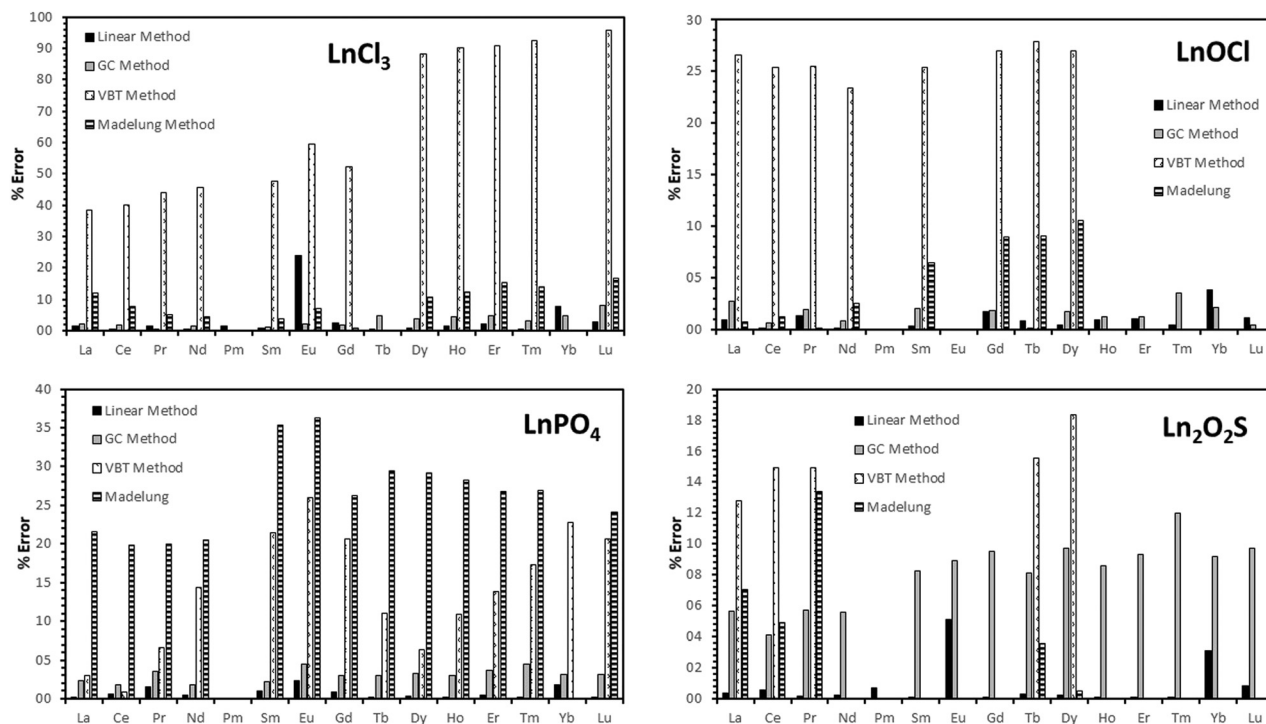 100
90
80
70
60
50
40
30
20
10
00
% Error
Linear Method
GC Method
VBT Method
Madelung Method
LnCl3
La Ce Pr Nd Pm Sm Eu Gd Tb Dy Ho Er Tm Yb Lu
30
25
20
15
10
05
00
% Error
LnOCl
Linear Method
GC Method
VBT Method
Madelung
La Ce Pr Nd Pm Sm Eu Gd Tb Dy Ho Er Tm Yb Lu
40
35
30
25
20
15
10
05
00
% Error
Linear Method
GC Method
VBT Method
Madelung
LnPO4
La Ce Pr Nd Pm Sm Eu Gd Tb Dy Ho Er Tm Yb Lu
20
18
16
14
12
10
08
06
04
02
00
% Error
Linear Method
GC Method
VBT Method
Madelung
Ln2O2S
La Ce Pr Nd Pm Sm Eu Gd Tb Dy Ho Er Tm Yb Lu